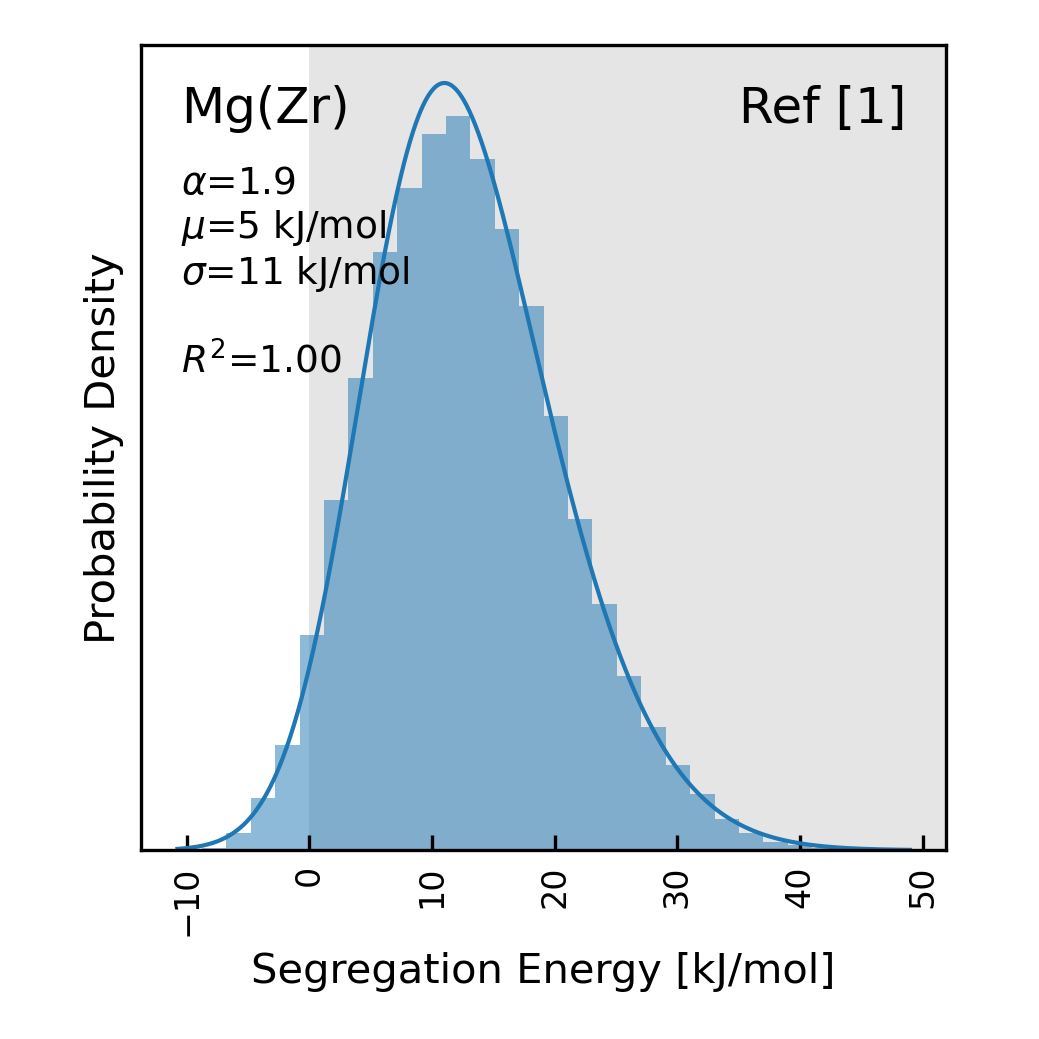 Mg(Zr)
Ref [1]
α=1.9
μ=5 kJ/mol
σ=11 kJ/mol
R²=1.00
Probability Density
−10
0
10
20
30
40
50
Segregation Energy [kJ/mol]